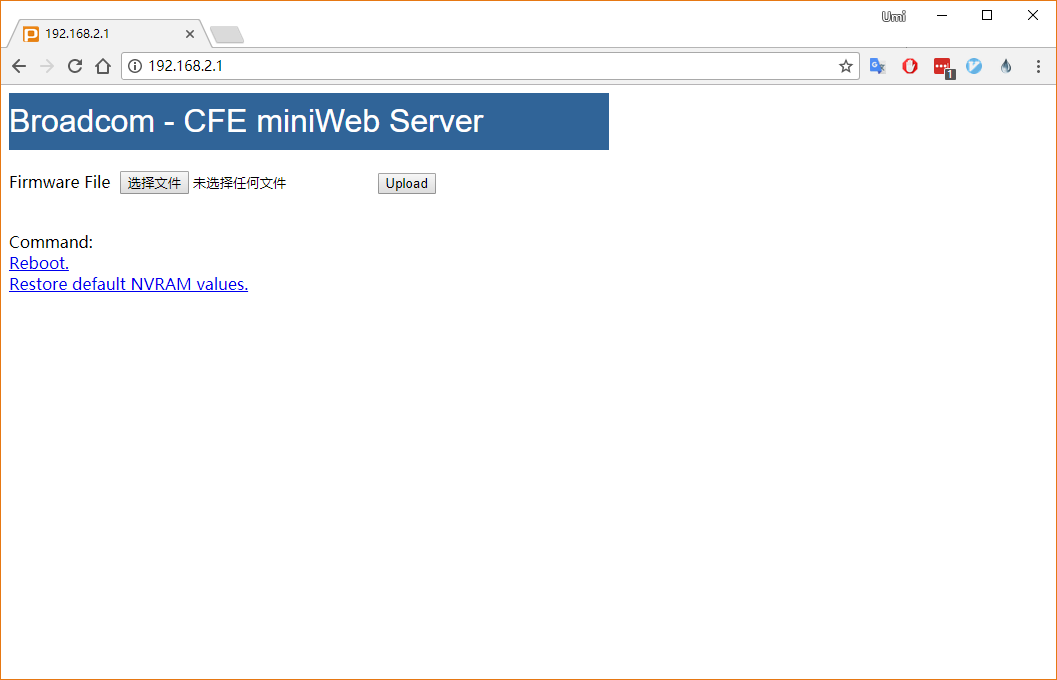 Umi
192.168.2.1
192.168.2.1
1
Broadcom - CFE miniWeb Server
Firmware File 选择文件 未选择任何文件 Upload
Command:
Reboot.
Restore default NVRAM values.